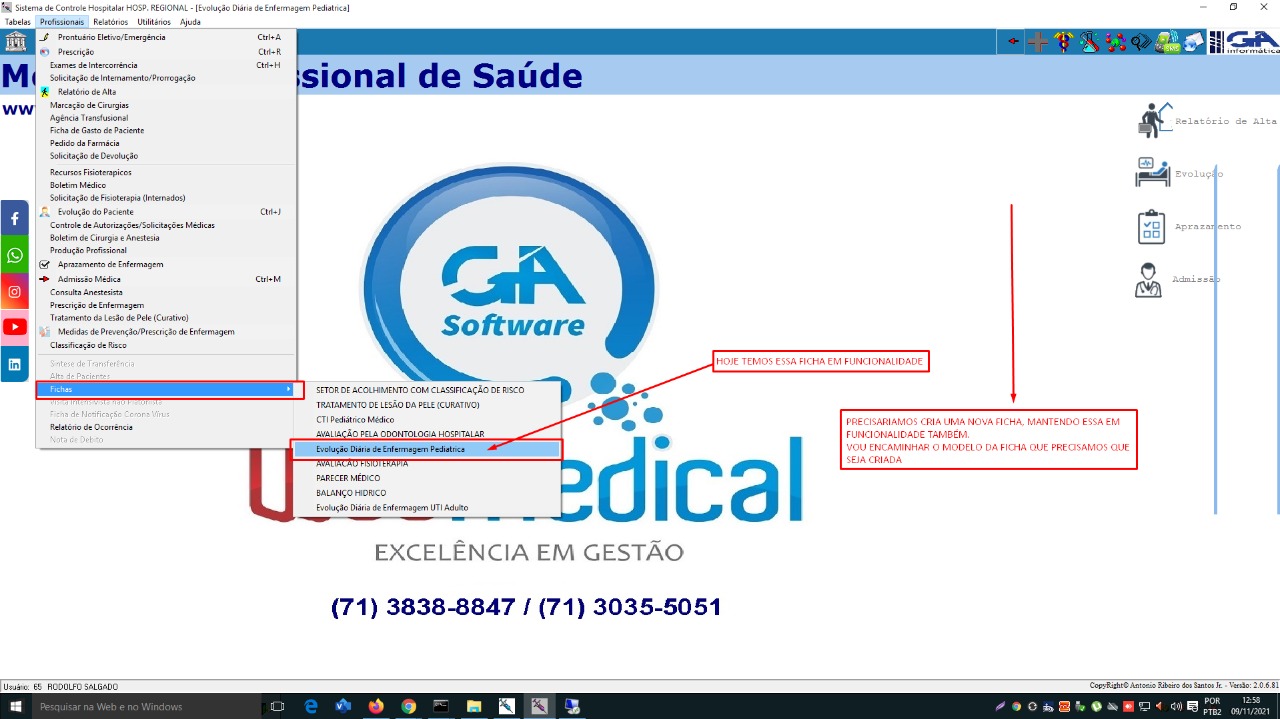 Sistema de Controle Hospitalar HOSP. REGIONAL - [Evolução Diária de Enfermagem Pediatrica]
Tabelas Profissionais Relatórios Utilitários Ajuda
Prontuário Eletivo/Emergência Ctrl+A
Prescrição Ctrl+R
Exames de Intercorrência Ctrl+H
Solicitação de Internamento/Prorrogação
Relatório de Alta
Marcação de Cirurgias
Agência Transfusional
Ficha de Gasto de Paciente
Pedido da Farmácia
Solicitação de Devolução
Recursos Fisioterapicos
Boletim Médico
Solicitação de Fisioterapia (Internados)
Evolução do Paciente Ctrl+J
Controle de Autorizações/Solicitações Médicas
Boletim de Cirurgia e Anestesia
Produção Profissional
Aprazamento de Enfermagem
Admissão Médica Ctrl+M
Consulta Anestesista
Prescrição de Enfermagem
Tratamento da Lesão de Pele (Curativo)
Medidas de Prevenção/Prescrição de Enfermagem
Classificação de Risco
Síntese de Transferência
Alta de Pacientes
Fichas
Visita Intensivista não Plantonista
Ficha de Notificação Corona Vírus
Relatório de Ocorrência
Nota de Débito
SETOR DE ACOLHIMENTO COM CLASSIFICAÇÃO DE RISCO
TRATAMENTO DE LESÃO DA PELE (CURATIVO)
CTI Pediátrico Médico
AVALIAÇÃO PELA ODONTOLOGIA HOSPITALAR
Evolução Diária de Enfermagem Pediatrica
AVALIACAO FISIOTERAPIA
PARECER MÉDICO
BALANÇO HIDRICO
Evolução Diária de Enfermagem UTI Adulto
ssional de Saúde
GA
informática
Relatório de Alta
Evolução
Aprazamento
Admissão
GA
Software
HOJE TEMOS ESSA FICHA EM FUNCIONALIDADE
PRECISARIAMOS CRIA UMA NOVA FICHA, MANTENDO ESSA EM
FUNCIONALIDADE TAMBÉM.
VOU ENCAMINHAR O MODELO DA FICHA QUE PRECISAMOS QUE
SEJA CRIADA
edical
EXCELÊNCIA EM GESTÃO
(71) 3838-8847 / (71) 3035-5051
Usuário: 65 RODOLFO SALGADO
CopyRight© Antonio Ribeiro dos Santos Jr. - Versão: 2.0.6.81
Pesquisar na Web e no Windows
POR
PTB2
12:58
09/11/2021